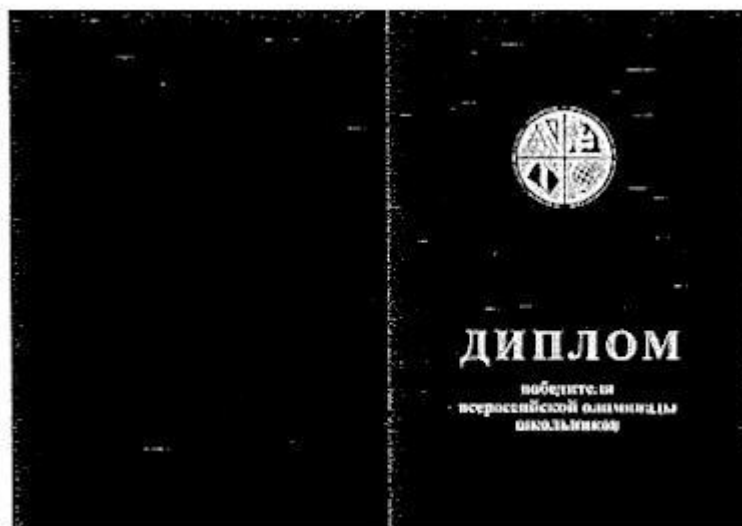 ДИПЛОМ
победителя
всероссийской олимпиады
школьников